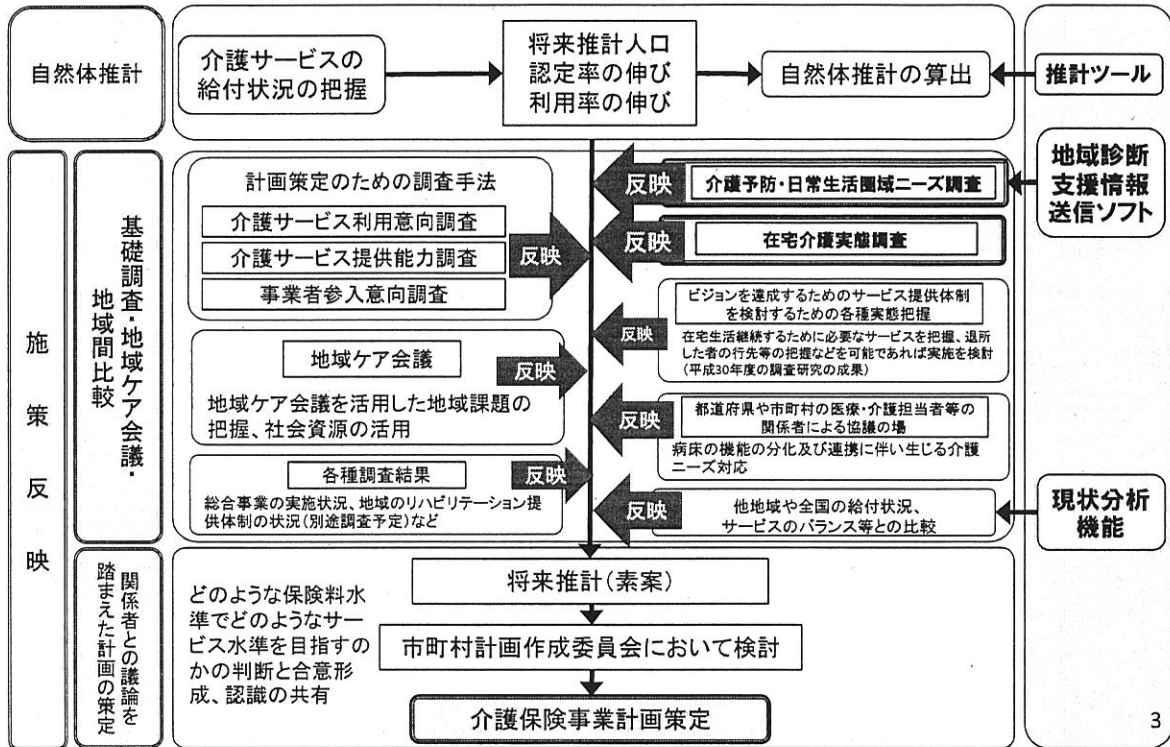 自然体推計
介護サービスの
給付状況の把握
将来推計人口
認定率の伸び
利用率の伸び
自然体推計の算出
推計ツール
施策反映
基礎調査・地域ケア会議・
地域間比較
計画策定のための調査手法
介護サービス利用意向調査
介護サービス提供能力調査
事業者参入意向調査
反映
反映
介護予防・日常生活圏域ニーズ調査
地域診断
支援情報
送信ソフト
反映
在宅介護実態調査
反映
ビジョンを達成するためのサービス提供体制
を検討するための各種実態把握
在宅生活継続するために必要なサービスを把握、退所
した者の行先等の把握などを可能であれば実施を検討
(平成30年度の調査研究の成果)
地域ケア会議
反映
地域ケア会議を活用した地域課題の
把握、社会資源の活用
反映
都道府県や市町村の医療・介護担当者等の
関係者による協議の場
病床の機能の分化及び連携に伴い生じる介護
ニーズ対応
各種調査結果
反映
総合事業の実施状況、地域のリハビリテーション提
供体制の状況(別途調査予定)など
反映
他地域や全国の給付状況、
サービスのバランス等との比較
現状分析
機能
関係者との議論を
踏まえた計画の策定
どのような保険料水
準でどのようなサー
ビス水準を目指すの
かの判断と合意形
成、認識の共有
将来推計(素案)
市町村計画作成委員会において検討
介護保険事業計画策定
3